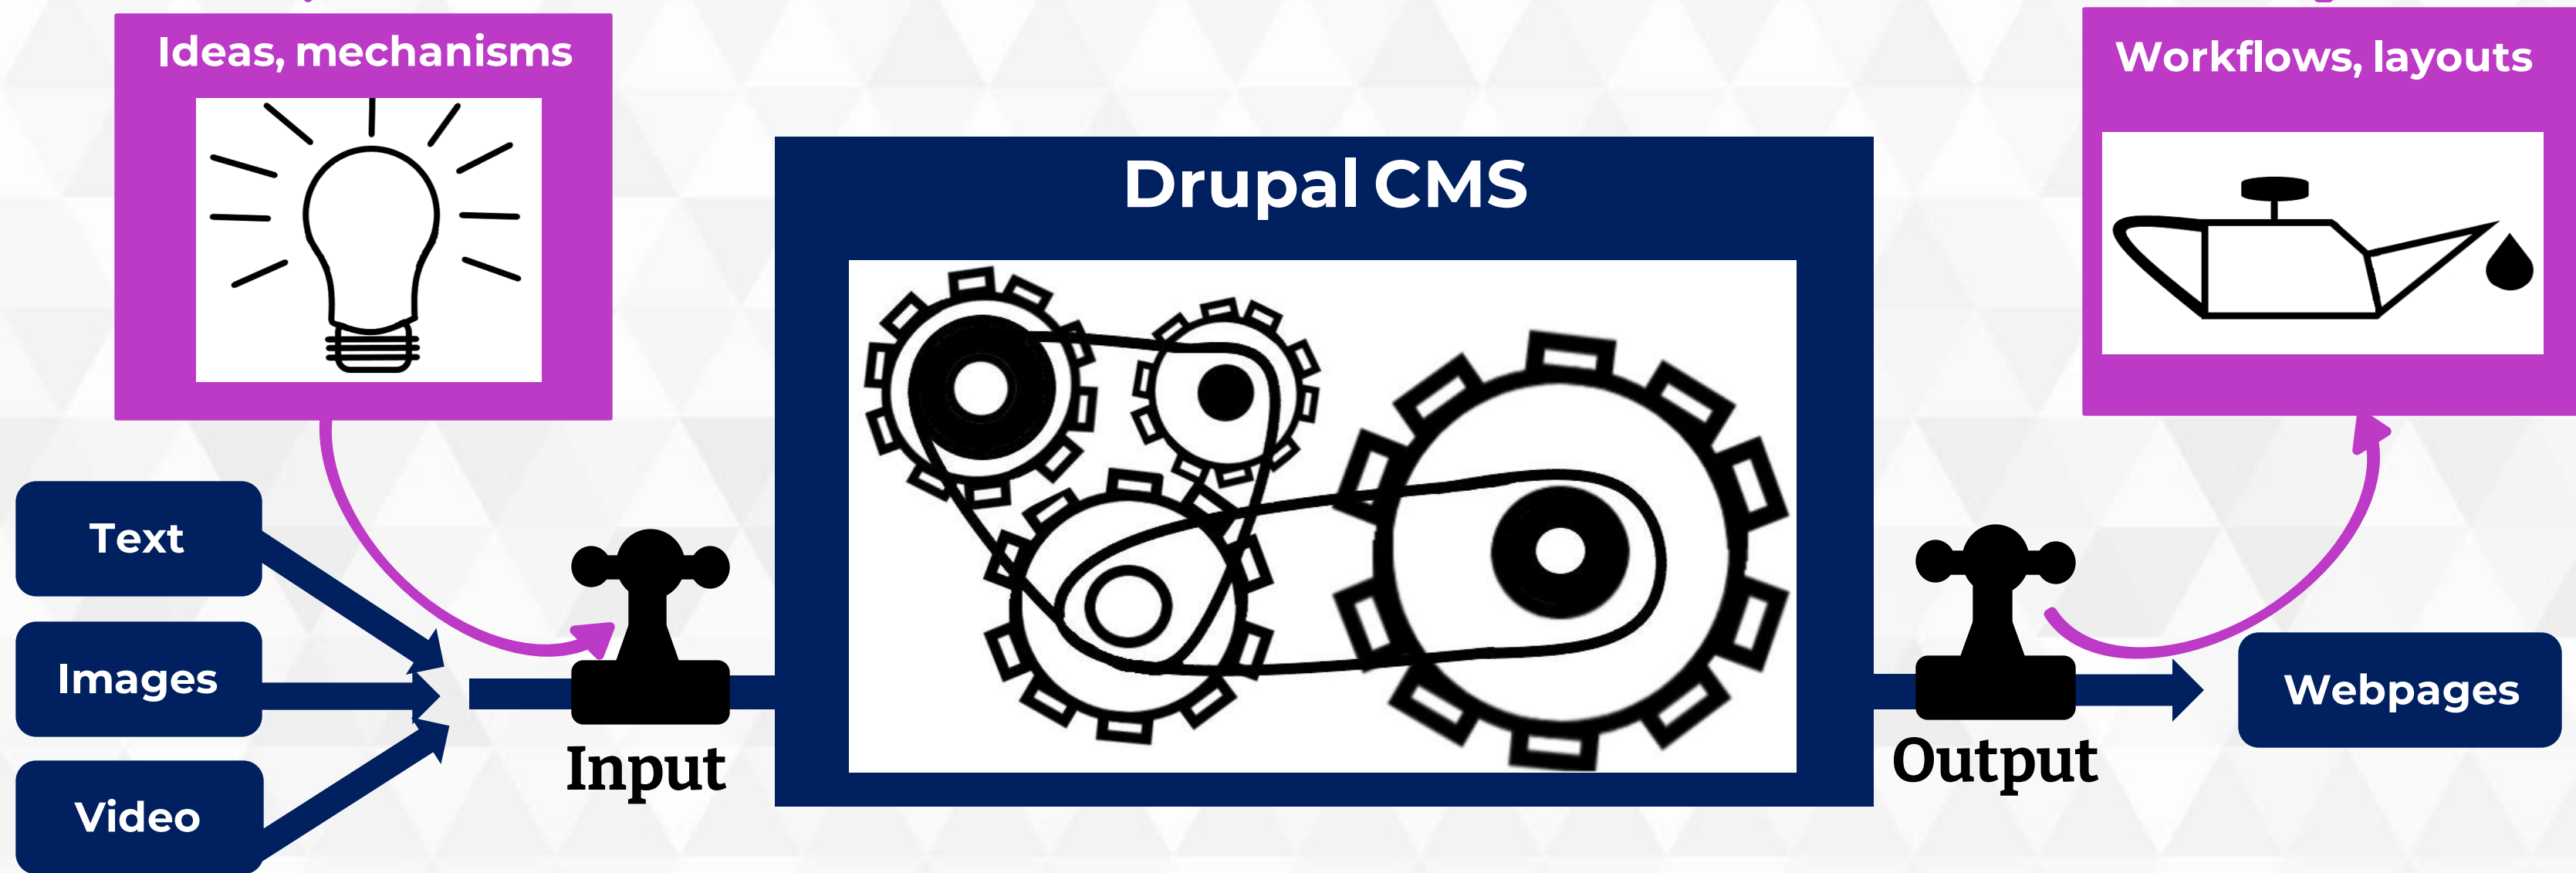 Ideas, mechanisms
Workflows, layouts
Drupal CMS
Text
Images
Video
Input
Output
Webpages